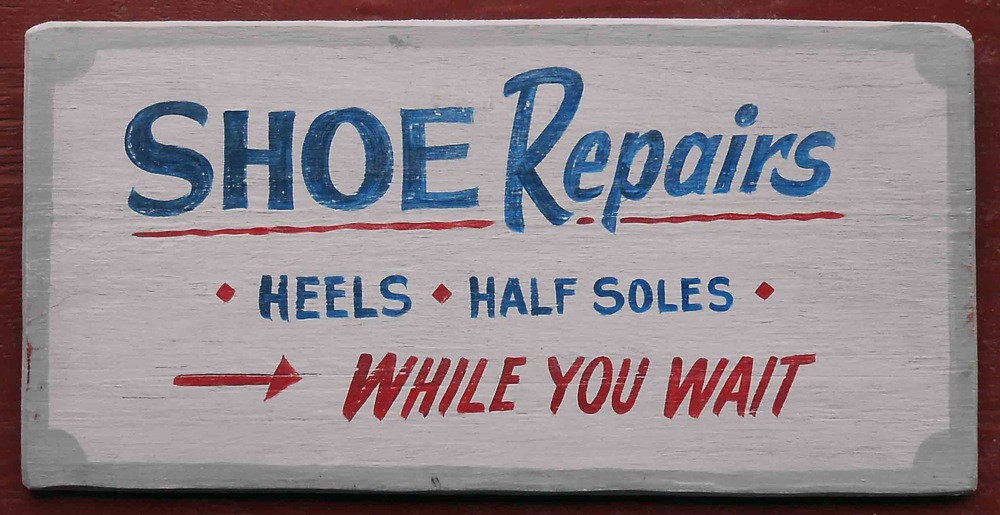 SHOE Repairs
• HEELS • HALF SOLES •
→ WHILE YOU WAIT